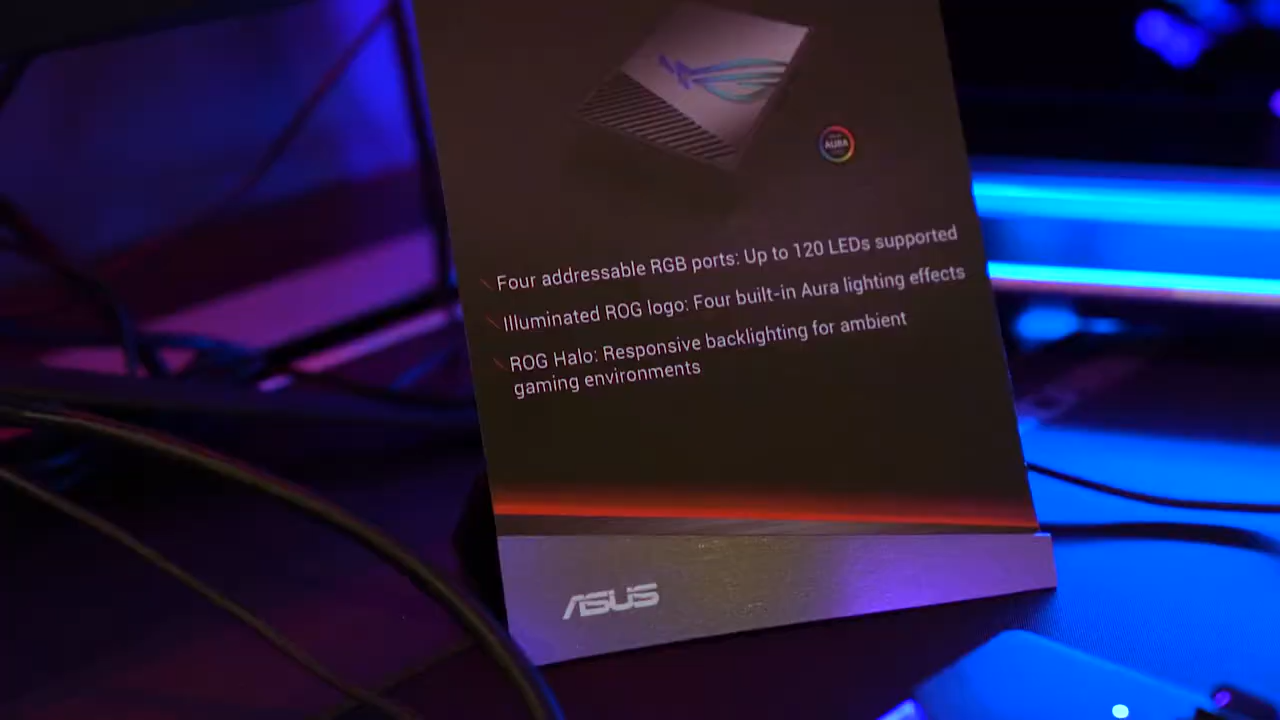 AURA
Four addressable RGB ports: Up to 120 LEDs supported
Illuminated ROG logo: Four built-in Aura lighting effects
ROG Halo: Responsive backlighting for ambient
gaming environments
ASUS